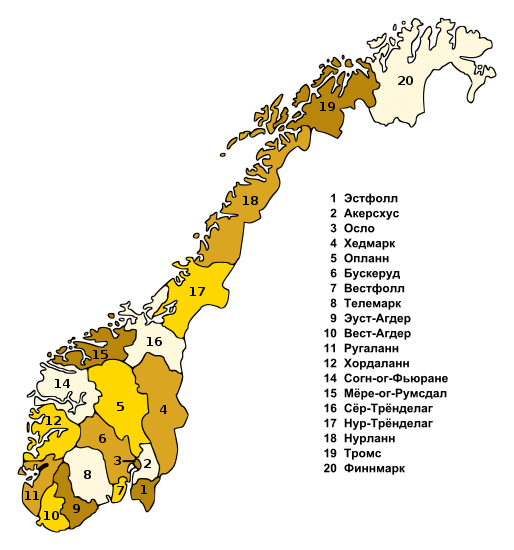 20
19
18
17
16
15
14
5
4
12
6
3
2
8
11
7
1
9
10
1 Эстфолл
2 Акерсхус
3 Осло
4 Хедмарк
5 Опланн
6 Бускеруд
7 Вестфолл
8 Телемарк
9 Эуст-Агдер
10 Вест-Агдер
11 Ругаланн
12 Хордаланн
14 Согн-ог-Фьюране
15 Мёре-ог-Румсдал
16 Сёр-Трёнделаг
17 Нур-Трёнделаг
18 Нурланн
19 Тромс
20 Финнмарк